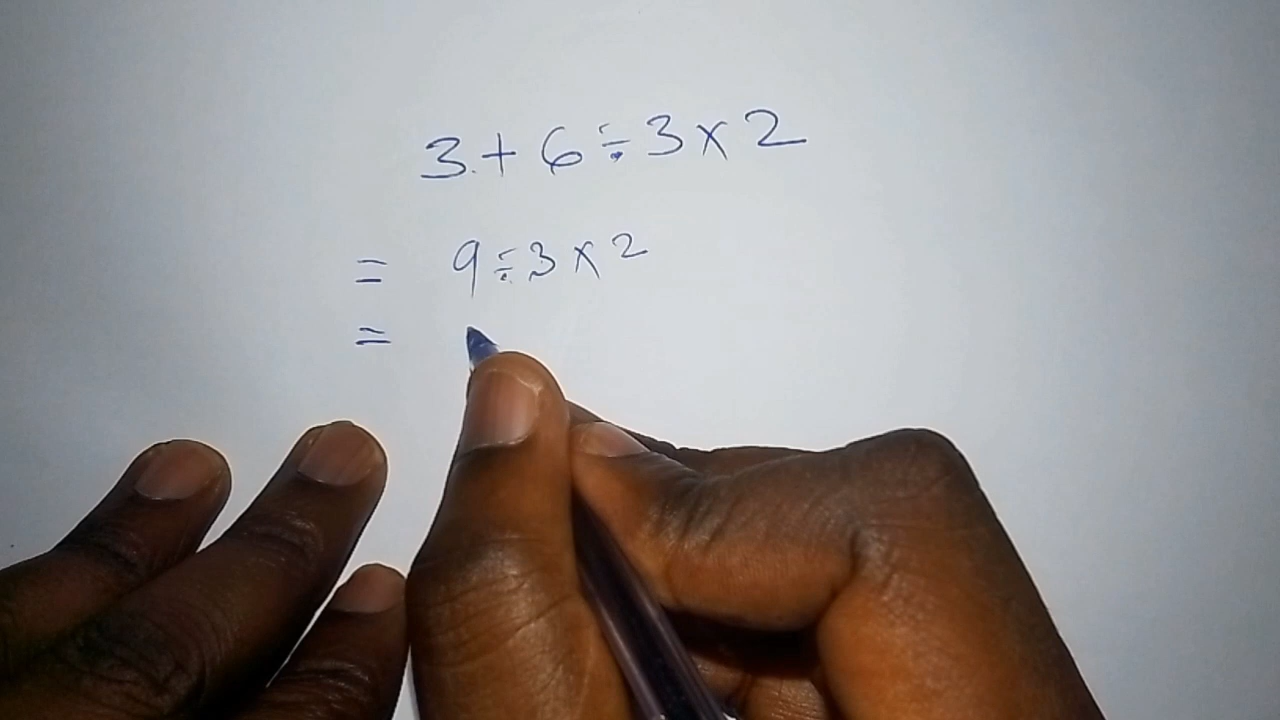 3 + 6 ÷ 3 × 2
= 9 ÷ 3 × 2
=